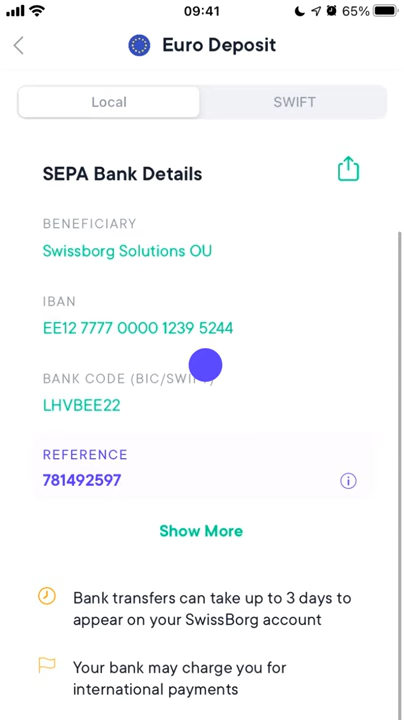 09:41
65%
Euro Deposit
Local
SWIFT
SEPA Bank Details
BENEFICIARY
Swissborg Solutions OU
IBAN
EE12 7777 0000 1239 5244
BANK CODE (BIC/SWIFT)
LHVBEE22
REFERENCE
781492597
Show More
Bank transfers can take up to 3 days to
appear on your SwissBorg account
Your bank may charge you for
international payments